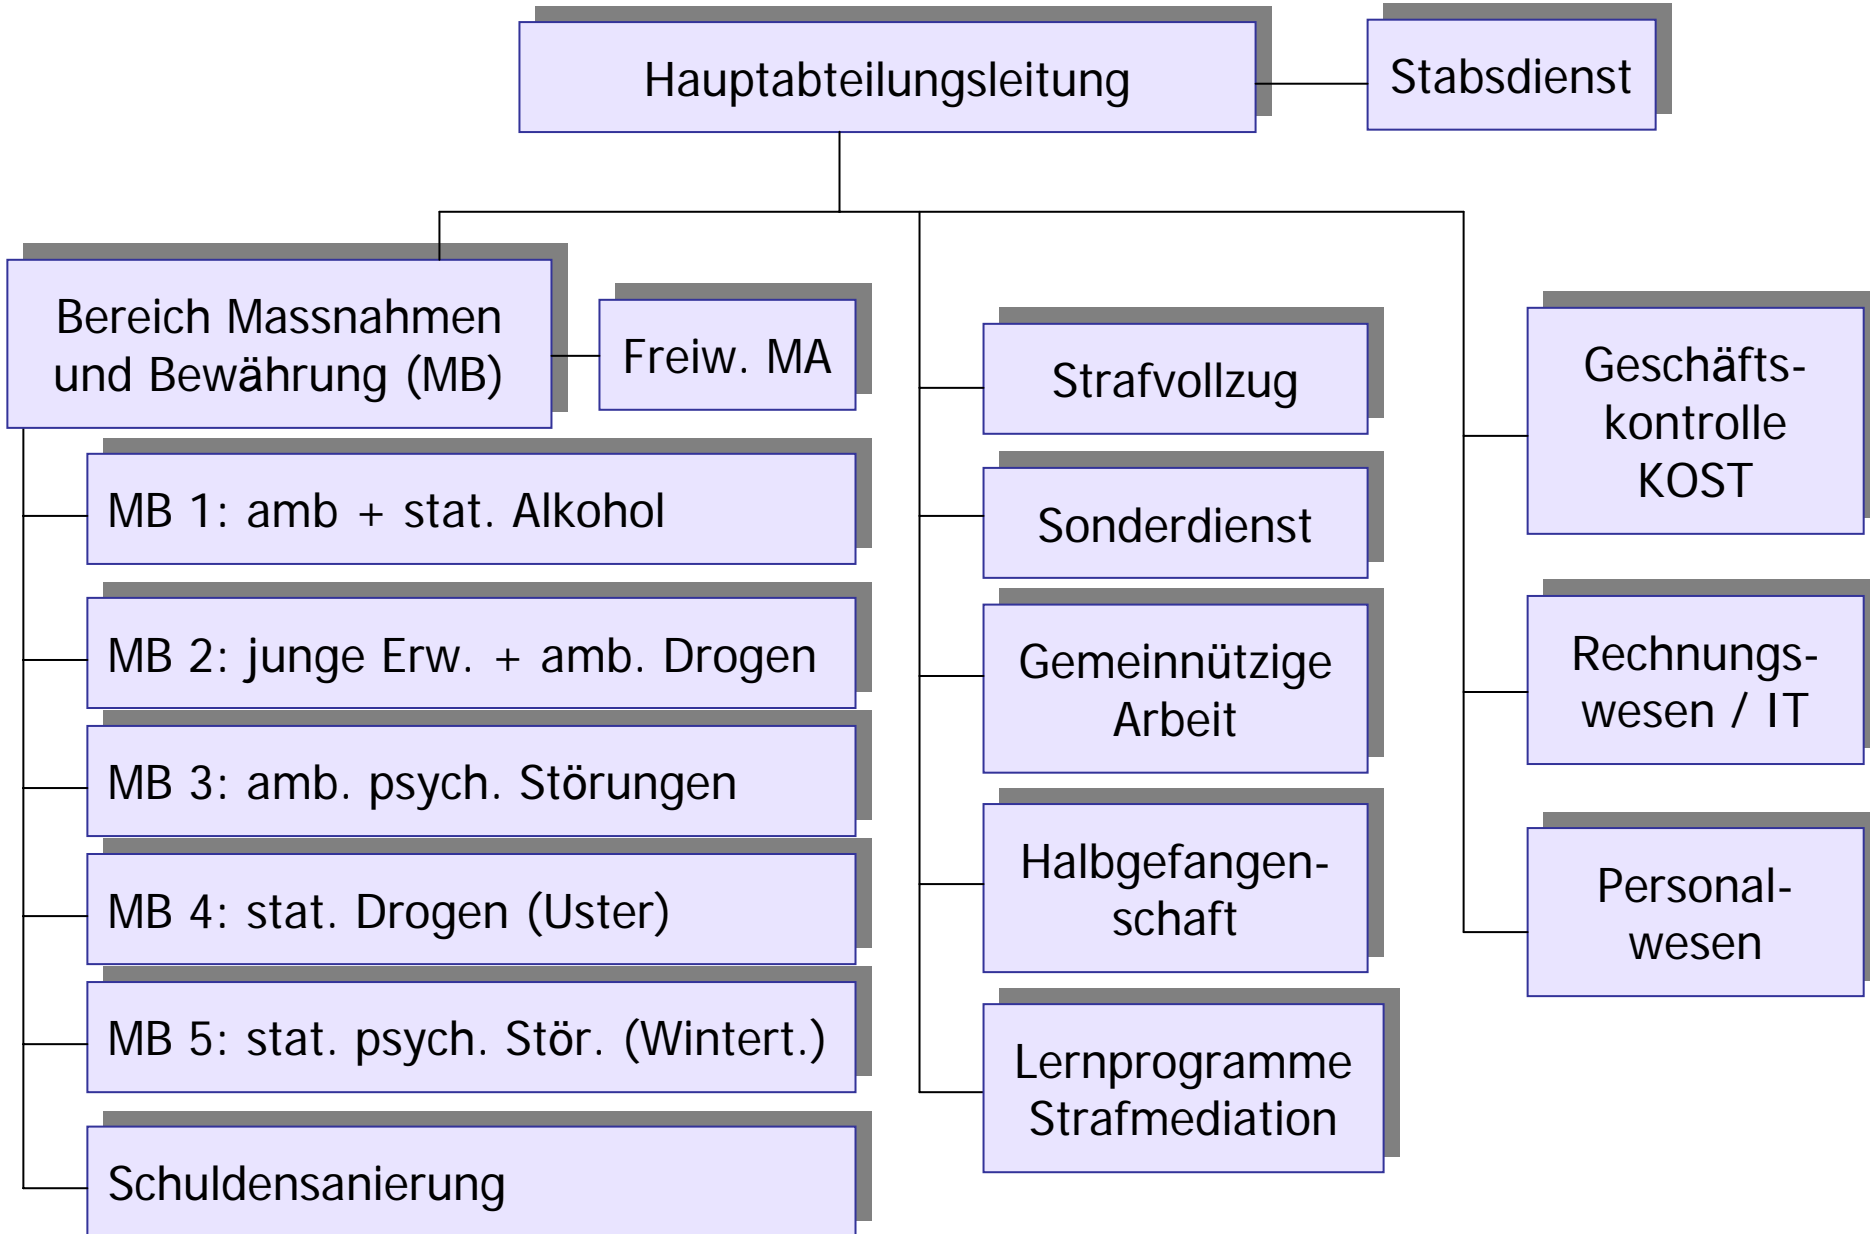 Hauptabteilungsleitung
Stabsdienst
Bereich Massnahmen
und Bewährung (MB)
Freiw. MA
MB 1: amb + stat. Alkohol
MB 2: junge Erw. + amb. Drogen
MB 3: amb. psych. Störungen
MB 4: stat. Drogen (Uster)
MB 5: stat. psych. Stör. (Wintert.)
Schuldensanierung
Strafvollzug
Sonderdienst
Gemeinnützige
Arbeit
Halbgefangen-
schaft
Lernprogramme
Strafmediation
Geschäfts-
kontrolle
KOST
Rechnungs-
wesen / IT
Personal-
wesen